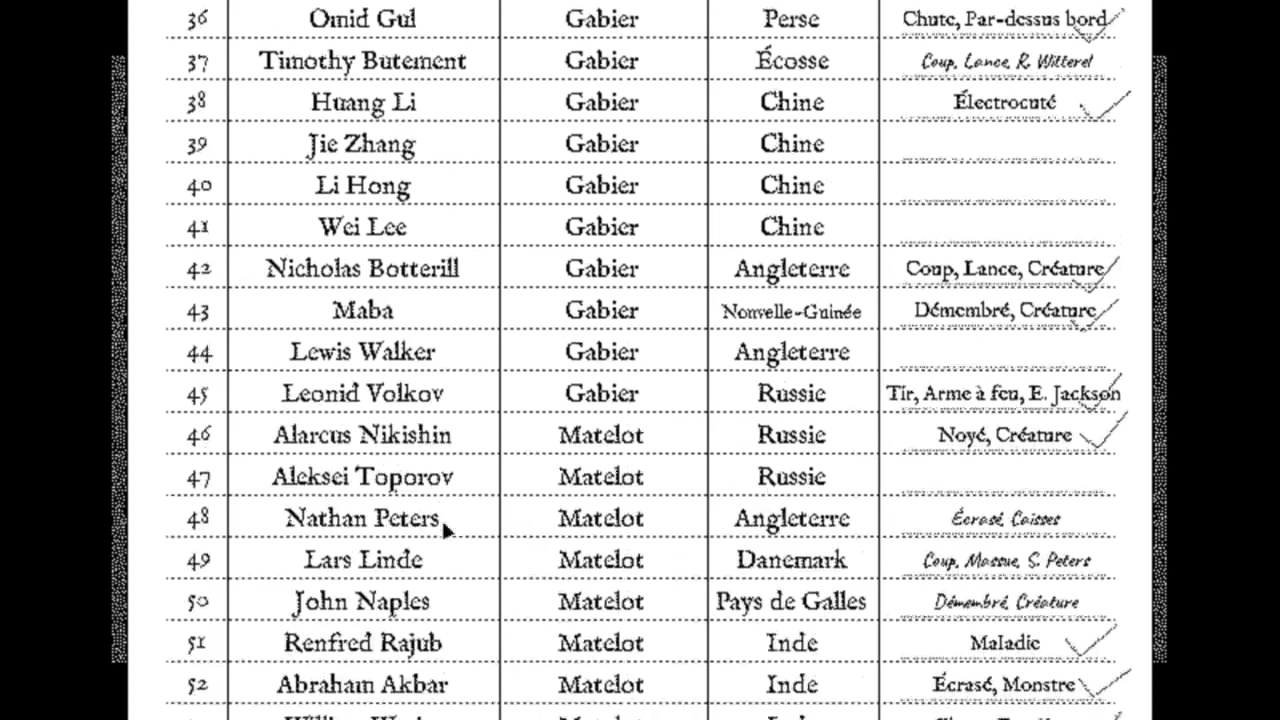 36 Omid Gul Gabier Perse Chute, Par-dessus bord
37 Timothy Butement Gabier Écosse Coup, Lance, R. Witterel
38 Huang Li Gabier Chine Électrocuté
39 Jie Zhang Gabier Chine
40 Li Hong Gabier Chine
41 Wei Lee Gabier Chine
42 Nicholas Botterill Gabier Angleterre Coup, Lance, Créature
43 Maba Gabier Nouvelle-Guinée Démembré, Créature
44 Lewis Walker Gabier Angleterre
45 Leonid Volkov Gabier Russie Tir, Arme à feu, E. Jackson
46 Alarcus Nikishin Matelot Russie Noyé, Créature
47 Aleksei Toporov Matelot Russie
48 Nathan Peters Matelot Angleterre Écrasé, Caisses
49 Lars Linde Matelot Danemark Coup, Massue, S. Peters
50 John Naples Matelot Pays de Galles Démembré, Créature
51 Renfred Rajub Matelot Inde Maladie
52 Abraham Akbar Matelot Inde Écrasé, Monstre